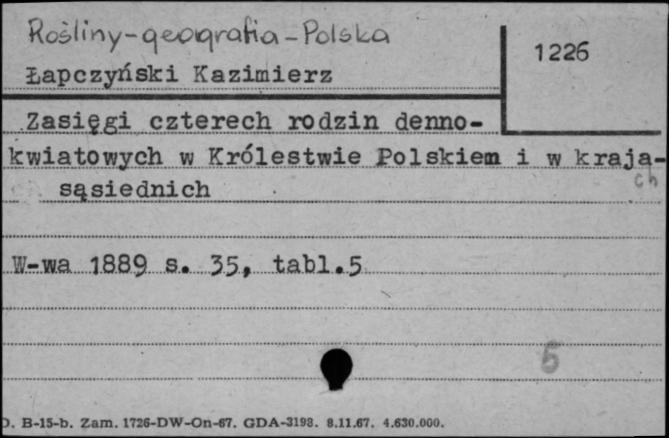 Rośliny-geografia-Polska
1226
Łapczyński Kazimierz
Zasięgi czterech rodzin denno-
kwiatowych w Królestwie Polskiem i w kraja-
ch
sąsiednich
W-wa 1889 s. 35, tabl.5
5
D. B-15-b. Zam. 1726-DW-On-67. GDA-3198. 8.11.67. 4.630.000.